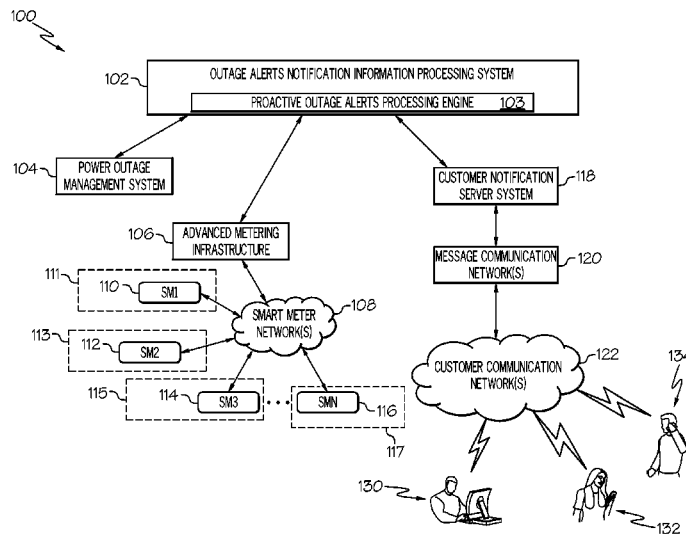 100
102
OUTAGE ALERTS NOTIFICATION INFORMATION PROCESSING SYSTEM
PROACTIVE OUTAGE ALERTS PROCESSING ENGINE 103
104
POWER OUTAGE
MANAGEMENT SYSTEM
CUSTOMER NOTIFICATION
SERVER SYSTEM
118
106
ADVANCED METERING
INFRASTRUCTURE
MESSAGE COMMUNICATION
NETWORK(S)
120
111
110
SM1
108
SMART METER
NETWORK(S)
113
112
SM2
122
CUSTOMER COMMUNICATION
NETWORK(S)
134
115
114
SM3
SMN
116
117
130
132